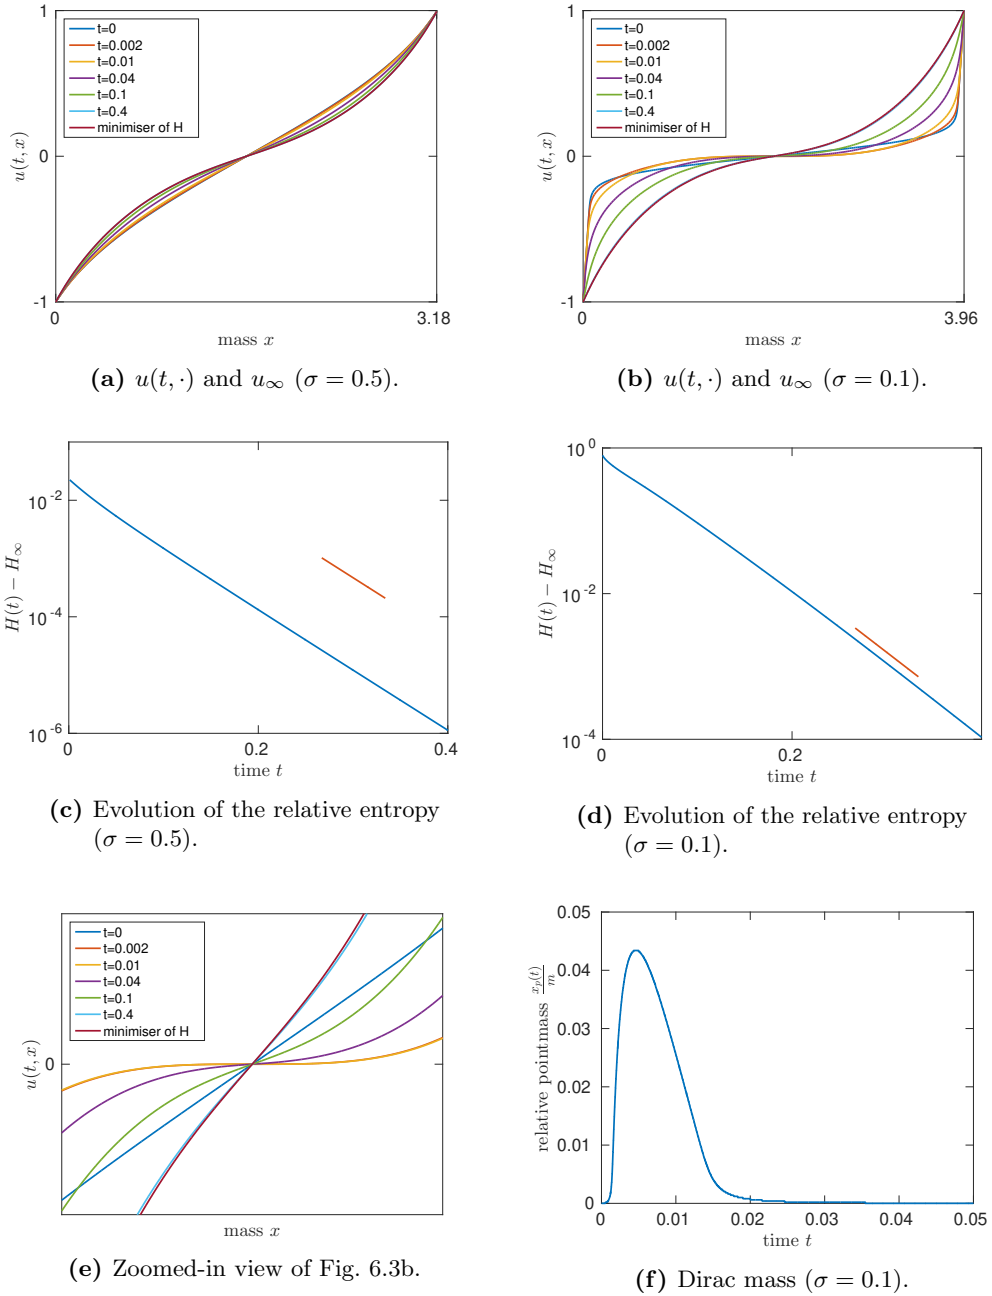 1
0
-1
u(t, x)
t=0
t=0.002
t=0.01
t=0.04
t=0.1
t=0.4
minimiser of H
0
3.18
mass x
(a) u(t, ·) and u∞ (σ = 0.5).
1
0
-1
u(t, x)
t=0
t=0.002
t=0.01
t=0.04
t=0.1
t=0.4
minimiser of H
0
3.96
mass x
(b) u(t, ·) and u∞ (σ = 0.1).
10^-2
10^-4
10^-6
H(t) − H∞
0
0.2
0.4
time t
(c) Evolution of the relative entropy
(σ = 0.5).
10^0
10^-2
10^-4
H(t) − H∞
0
0.2
time t
(d) Evolution of the relative entropy
(σ = 0.1).
t=0
t=0.002
t=0.01
t=0.04
t=0.1
t=0.4
minimiser of H
0
u(t, x)
mass x
(e) Zoomed-in view of Fig. 6.3b.
0.05
0.04
0.03
0.02
0.01
0
relative pointmass x_p(t)/m
0
0.01
0.02
0.03
0.04
0.05
time t
(f) Dirac mass (σ = 0.1).